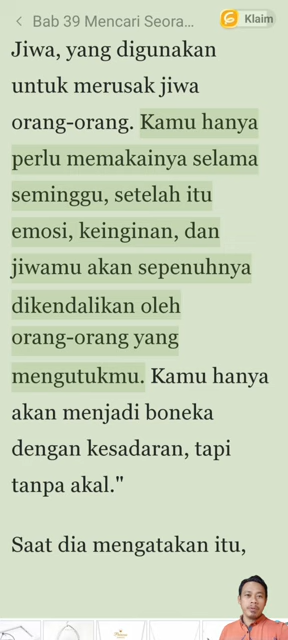 Bab 39 Mencari Seora...
Klaim
Jiwa, yang digunakan
untuk merusak jiwa
orang-orang. Kamu hanya
perlu memakainya selama
seminggu, setelah itu
emosi, keinginan, dan
jiwamu akan sepenuhnya
dikendalikan oleh
orang-orang yang
mengutukmu. Kamu hanya
akan menjadi boneka
dengan kesadaran, tapi
tanpa akal."
Saat dia mengatakan itu,